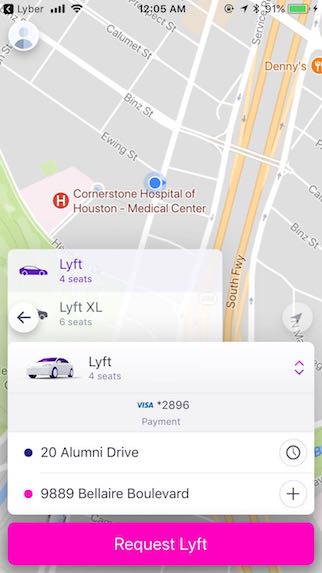 Lyber
12:05 AM
91%
Calumet St
Binz St
Ewing St
Denny's
Cornerstone Hospital of
Houston - Medical Center
Binz St
South Fwy
Lyft
4 seats
Lyft XL
6 seats
Lyft
4 seats
VISA *2896
Payment
20 Alumni Drive
9889 Bellaire Boulevard
Request Lyft